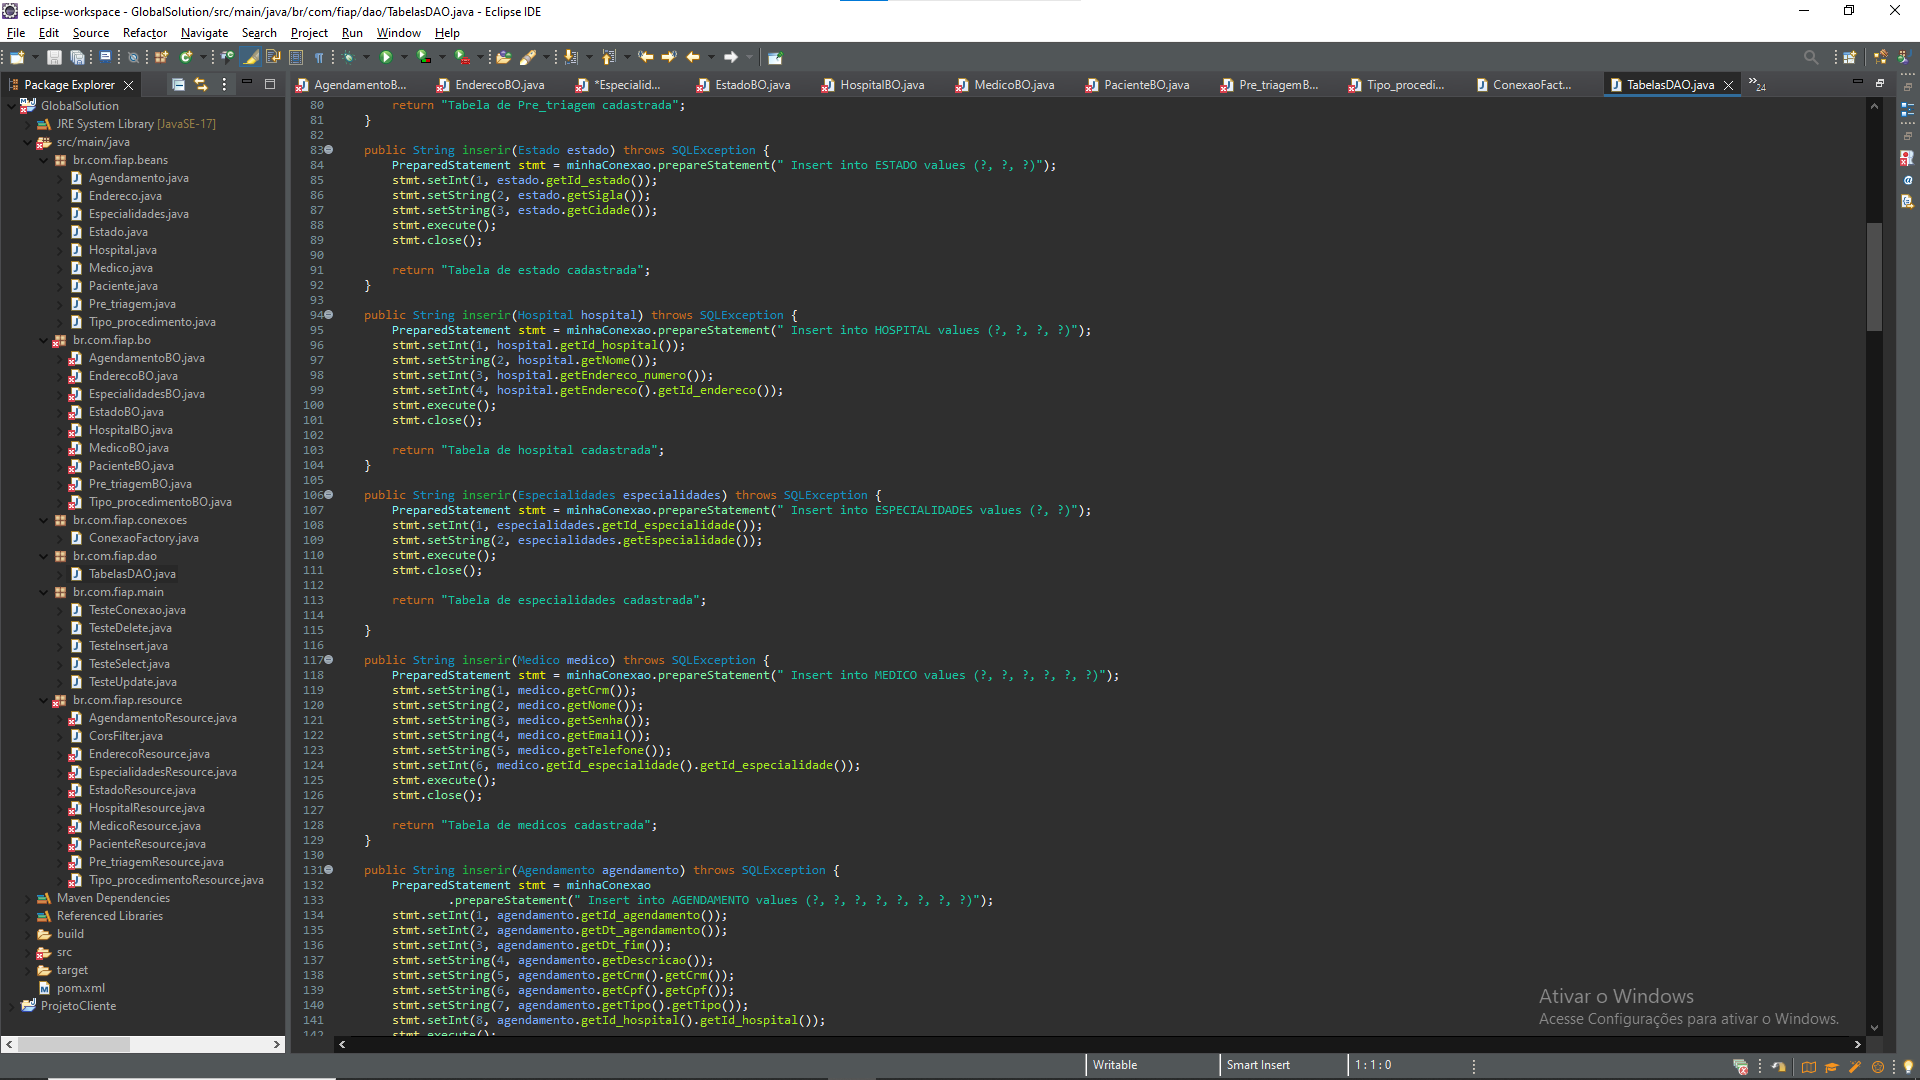 eclipse-workspace - GlobalSolution/src/main/java/br/com/fiap/dao/TabelasDAO.java - Eclipse IDE
File Edit Source Refactor Navigate Search Project Run Window Help
Package Explorer
AgendamentoB... EnderecoBO.java *Especialid... EstadoBO.java HospitalBO.java MedicoBO.java PacienteBO.java Pre_triagemB... Tipo_procedi... ConexaoFact... TabelasDAO.java 24
GlobalSolution
JRE System Library [JavaSE-17]
src/main/java
br.com.fiap.beans
Agendamento.java
Endereco.java
Especialidades.java
Estado.java
Hospital.java
Medico.java
Paciente.java
Pre_triagem.java
Tipo_procedimento.java
br.com.fiap.bo
AgendamentoBO.java
EnderecoBO.java
EspecialidadesBO.java
EstadoBO.java
HospitalBO.java
MedicoBO.java
PacienteBO.java
Pre_triagemBO.java
Tipo_procedimentoBO.java
br.com.fiap.conexoes
ConexaoFactory.java
br.com.fiap.dao
TabelasDAO.java
br.com.fiap.main
TesteConexao.java
TesteDelete.java
TesteInsert.java
TesteSelect.java
TesteUpdate.java
br.com.fiap.resource
AgendamentoResource.java
CorsFilter.java
EnderecoResource.java
EspecialidadesResource.java
EstadoResource.java
HospitalResource.java
MedicoResource.java
PacienteResource.java
Pre_triagemResource.java
Tipo_procedimentoResource.java
Maven Dependencies
Referenced Libraries
build
src
target
pom.xml
ProjetoCliente
80 return "Tabela de Pre_triagem cadastrada";
81 }
82
83 public String inserir(Estado estado) throws SQLException {
84 PreparedStatement stmt = minhaConexao.prepareStatement(" Insert into ESTADO values (?, ?, ?)");
85 stmt.setInt(1, estado.getId_estado());
86 stmt.setString(2, estado.getSigla());
87 stmt.setString(3, estado.getCidade());
88 stmt.execute();
89 stmt.close();
90
91 return "Tabela de estado cadastrada";
92 }
93
94 public String inserir(Hospital hospital) throws SQLException {
95 PreparedStatement stmt = minhaConexao.prepareStatement(" Insert into HOSPITAL values (?, ?, ?, ?)");
96 stmt.setInt(1, hospital.getId_hospital());
97 stmt.setString(2, hospital.getNome());
98 stmt.setInt(3, hospital.getEndereco_numero());
99 stmt.setInt(4, hospital.getEndereco().getId_endereco());
100 stmt.execute();
101 stmt.close();
102
103 return "Tabela de hospital cadastrada";
104 }
105
106 public String inserir(Especialidades especialidades) throws SQLException {
107 PreparedStatement stmt = minhaConexao.prepareStatement(" Insert into ESPECIALIDADES values (?, ?)");
108 stmt.setInt(1, especialidades.getId_especialidade());
109 stmt.setString(2, especialidades.getEspecialidade());
110 stmt.execute();
111 stmt.close();
112
113 return "Tabela de especialidades cadastrada";
114
115 }
116
117 public String inserir(Medico medico) throws SQLException {
118 PreparedStatement stmt = minhaConexao.prepareStatement(" Insert into MEDICO values (?, ?, ?, ?, ?, ?)");
119 stmt.setString(1, medico.getCrm());
120 stmt.setString(2, medico.getNome());
121 stmt.setString(3, medico.getSenha());
122 stmt.setString(4, medico.getEmail());
123 stmt.setString(5, medico.getTelefone());
124 stmt.setInt(6, medico.getId_especialidade().getId_especialidade());
125 stmt.execute();
126 stmt.close();
127
128 return "Tabela de medicos cadastrada";
129 }
130
131 public String inserir(Agendamento agendamento) throws SQLException {
132 PreparedStatement stmt = minhaConexao
133 .prepareStatement(" Insert into AGENDAMENTO values (?, ?, ?, ?, ?, ?, ?, ?)");
134 stmt.setInt(1, agendamento.getId_agendamento());
135 stmt.setInt(2, agendamento.getDt_agendamento());
136 stmt.setInt(3, agendamento.getDt_fim());
137 stmt.setString(4, agendamento.getDescricao());
138 stmt.setString(5, agendamento.getCrm().getCrm());
139 stmt.setString(6, agendamento.getCpf().getCpf());
140 stmt.setString(7, agendamento.getTipo().getTipo());
141 stmt.setInt(8, agendamento.getId_hospital().getId_hospital());
142 stmt.execute();
Ativar o Windows
Acesse Configurações para ativar o Windows.
Writable Smart Insert 1 : 1 : 0